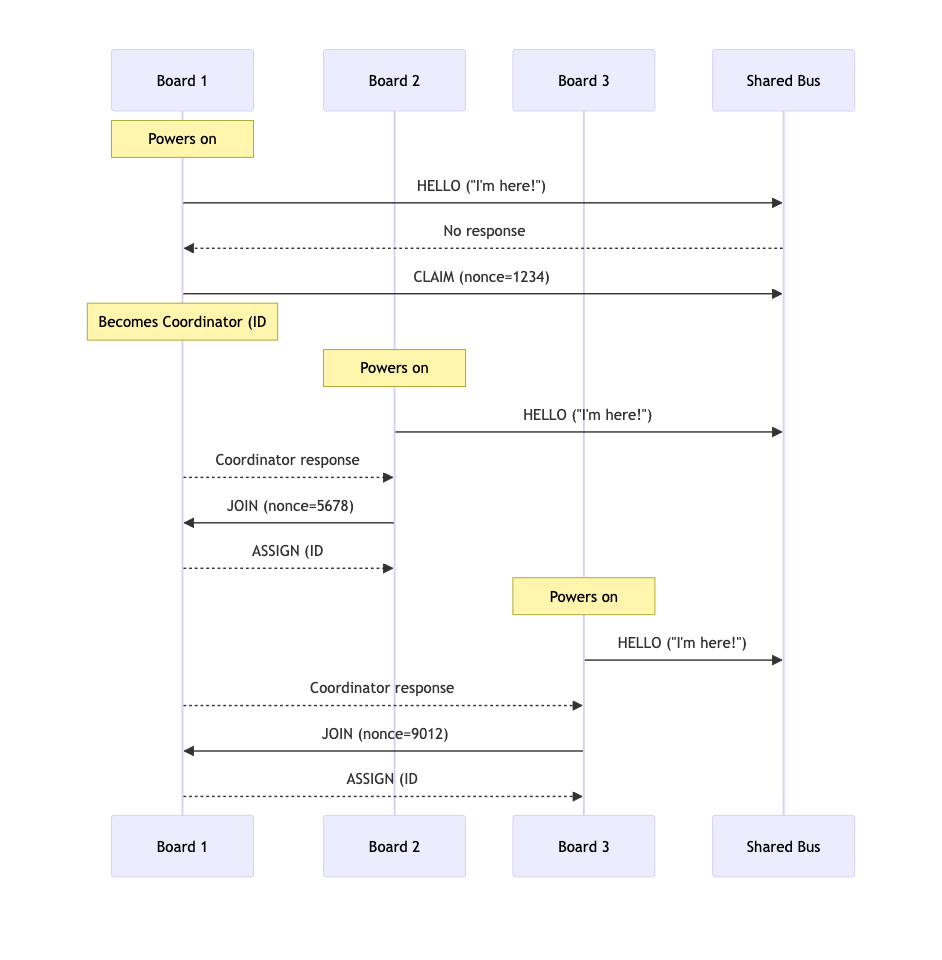 Board 1
Board 2
Board 3
Shared Bus
Powers on
HELLO ("I'm here!")
No response
CLAIM (nonce=1234)
Becomes Coordinator (ID
Powers on
HELLO ("I'm here!")
Coordinator response
JOIN (nonce=5678)
ASSIGN (ID
Powers on
HELLO ("I'm here!")
Coordinator response
JOIN (nonce=9012)
ASSIGN (ID
Board 1
Board 2
Board 3
Shared Bus